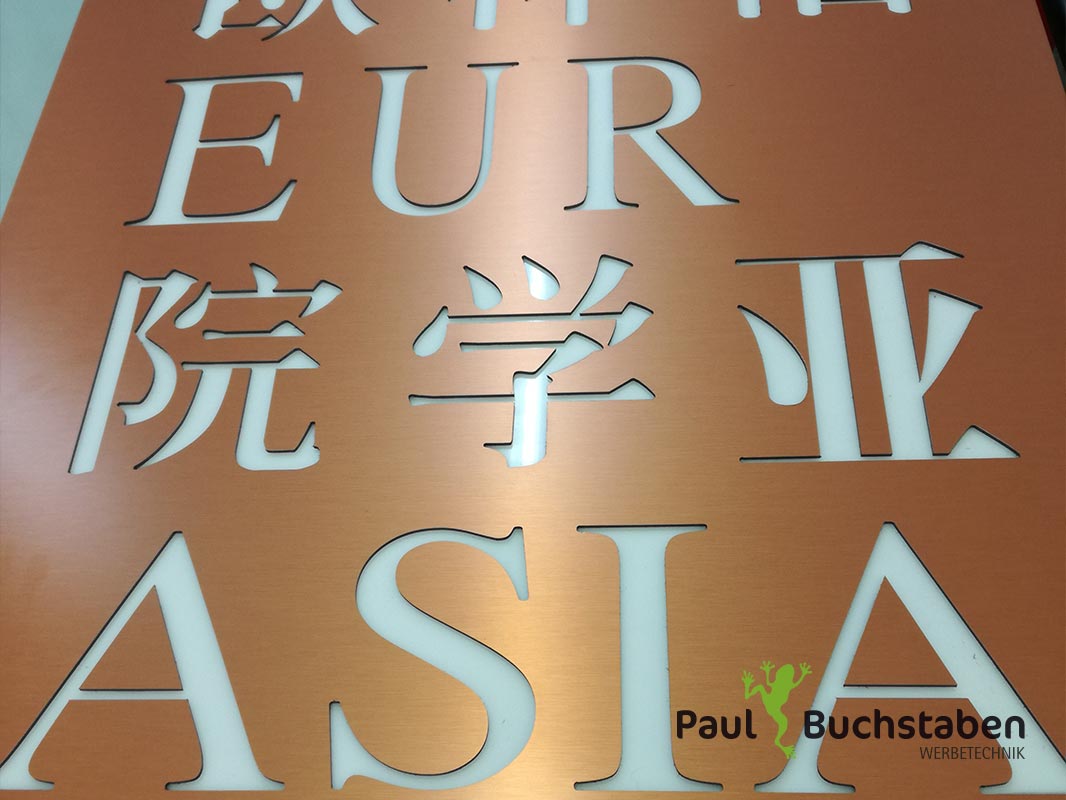 EUR
院学亚
ASIA
Paul Buchstaben
WERBETECHNIK